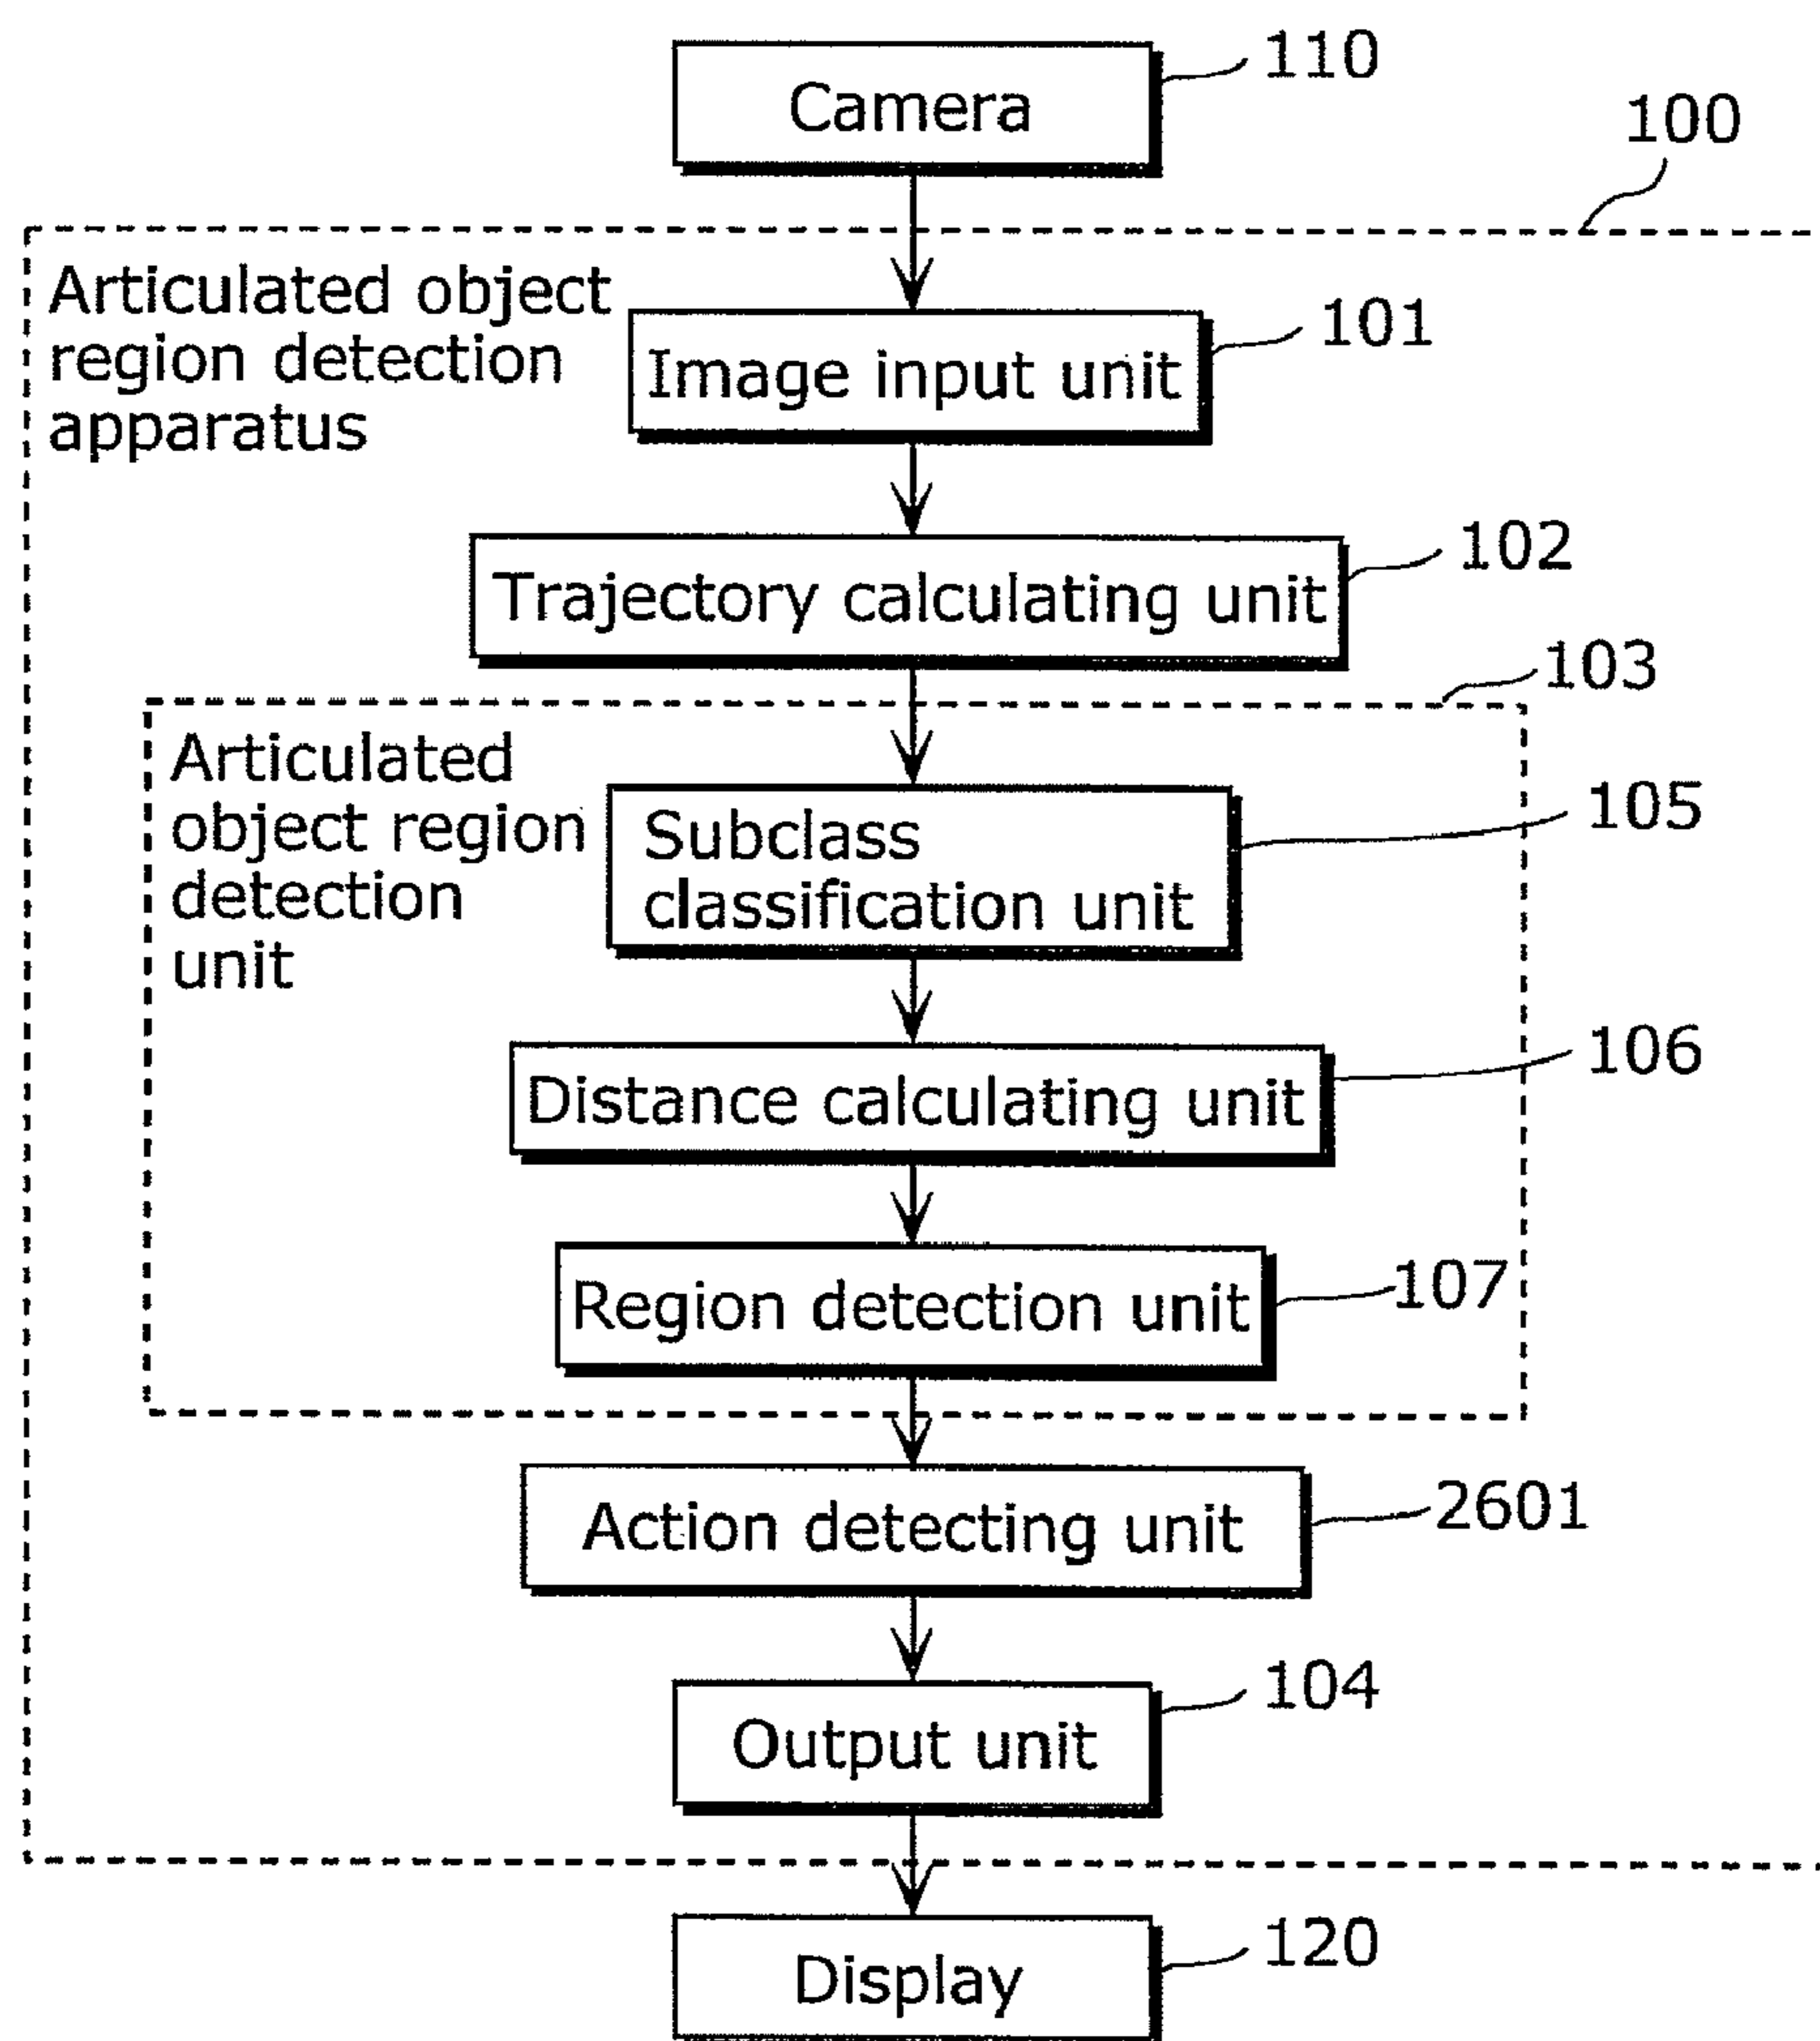 110
Camera
100
Articulated object
region detection
apparatus
101
Image input unit
102
Trajectory calculating unit
103
Articulated
object region
detection
unit
105
Subclass
classification unit
106
Distance calculating unit
107
Region detection unit
2601
Action detecting unit
104
Output unit
120
Display